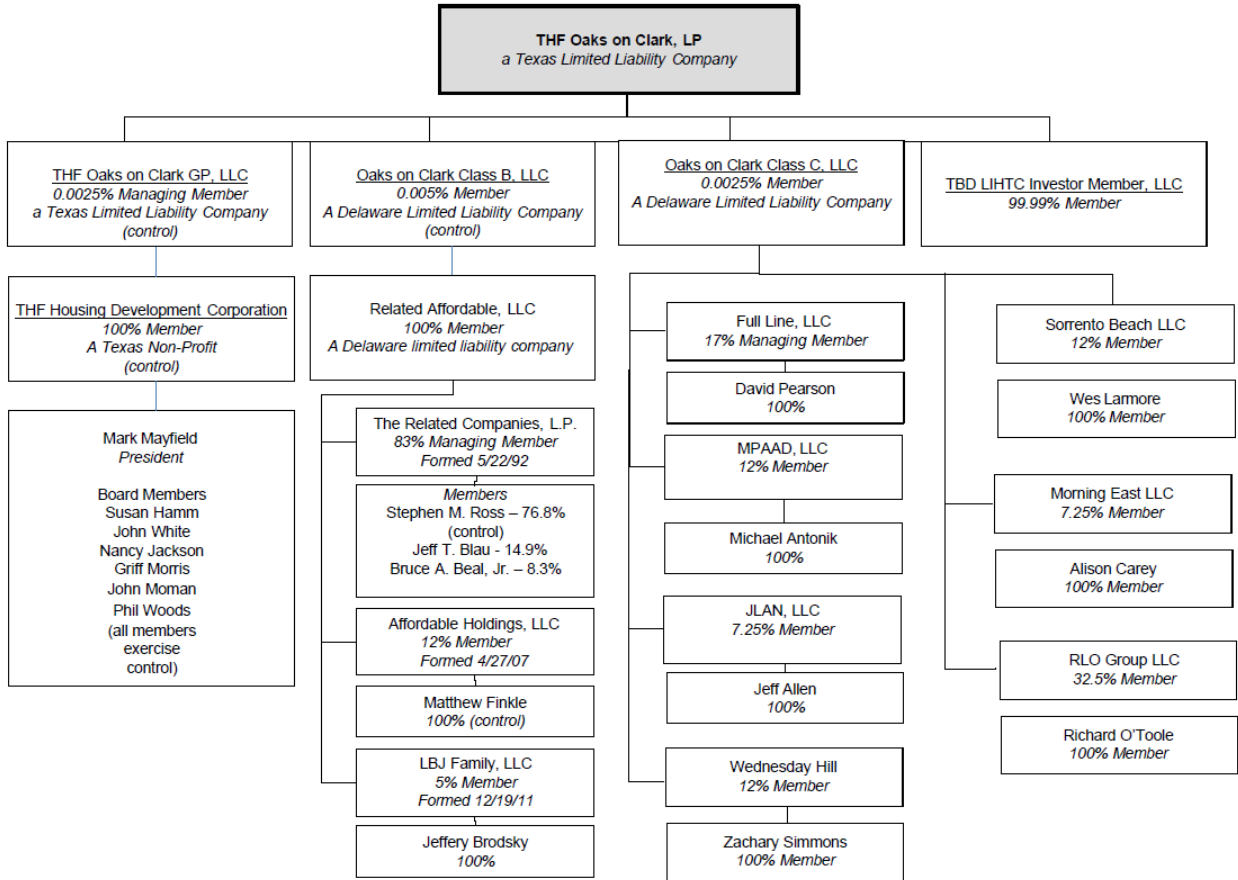 THF Oaks on Clark, LP
a Texas Limited Liability Company
THF Oaks on Clark GP, LLC
0.0025% Managing Member
a Texas Limited Liability Company
(control)
Oaks on Clark Class B, LLC
0.005% Member
A Delaware Limited Liability Company
(control)
Oaks on Clark Class C, LLC
0.0025% Member
A Delaware Limited Liability Company
TBD LIHTC Investor Member, LLC
99.99% Member
THF Housing Development Corporation
100% Member
A Texas Non-Profit
(control)
Mark Mayfield
President
Board Members
Susan Hamm
John White
Nancy Jackson
Griff Morris
John Moman
Phil Woods
(all members
exercise
control)
Related Affordable, LLC
100% Member
A Delaware limited liability company
The Related Companies, L.P.
83% Managing Member
Formed 5/22/92
Members
Stephen M. Ross – 76.8%
(control)
Jeff T. Blau - 14.9%
Bruce A. Beal, Jr. – 8.3%
Affordable Holdings, LLC
12% Member
Formed 4/27/07
Matthew Finkle
100% (control)
LBJ Family, LLC
5% Member
Formed 12/19/11
Jeffery Brodsky
100%
Full Line, LLC
17% Managing Member
David Pearson
100%
MPAAD, LLC
12% Member
Michael Antonik
100%
JLAN, LLC
7.25% Member
Jeff Allen
100%
Wednesday Hill
12% Member
Zachary Simmons
100% Member
Sorrento Beach LLC
12% Member
Wes Larmore
100% Member
Morning East LLC
7.25% Member
Alison Carey
100% Member
RLO Group LLC
32.5% Member
Richard O'Toole
100% Member